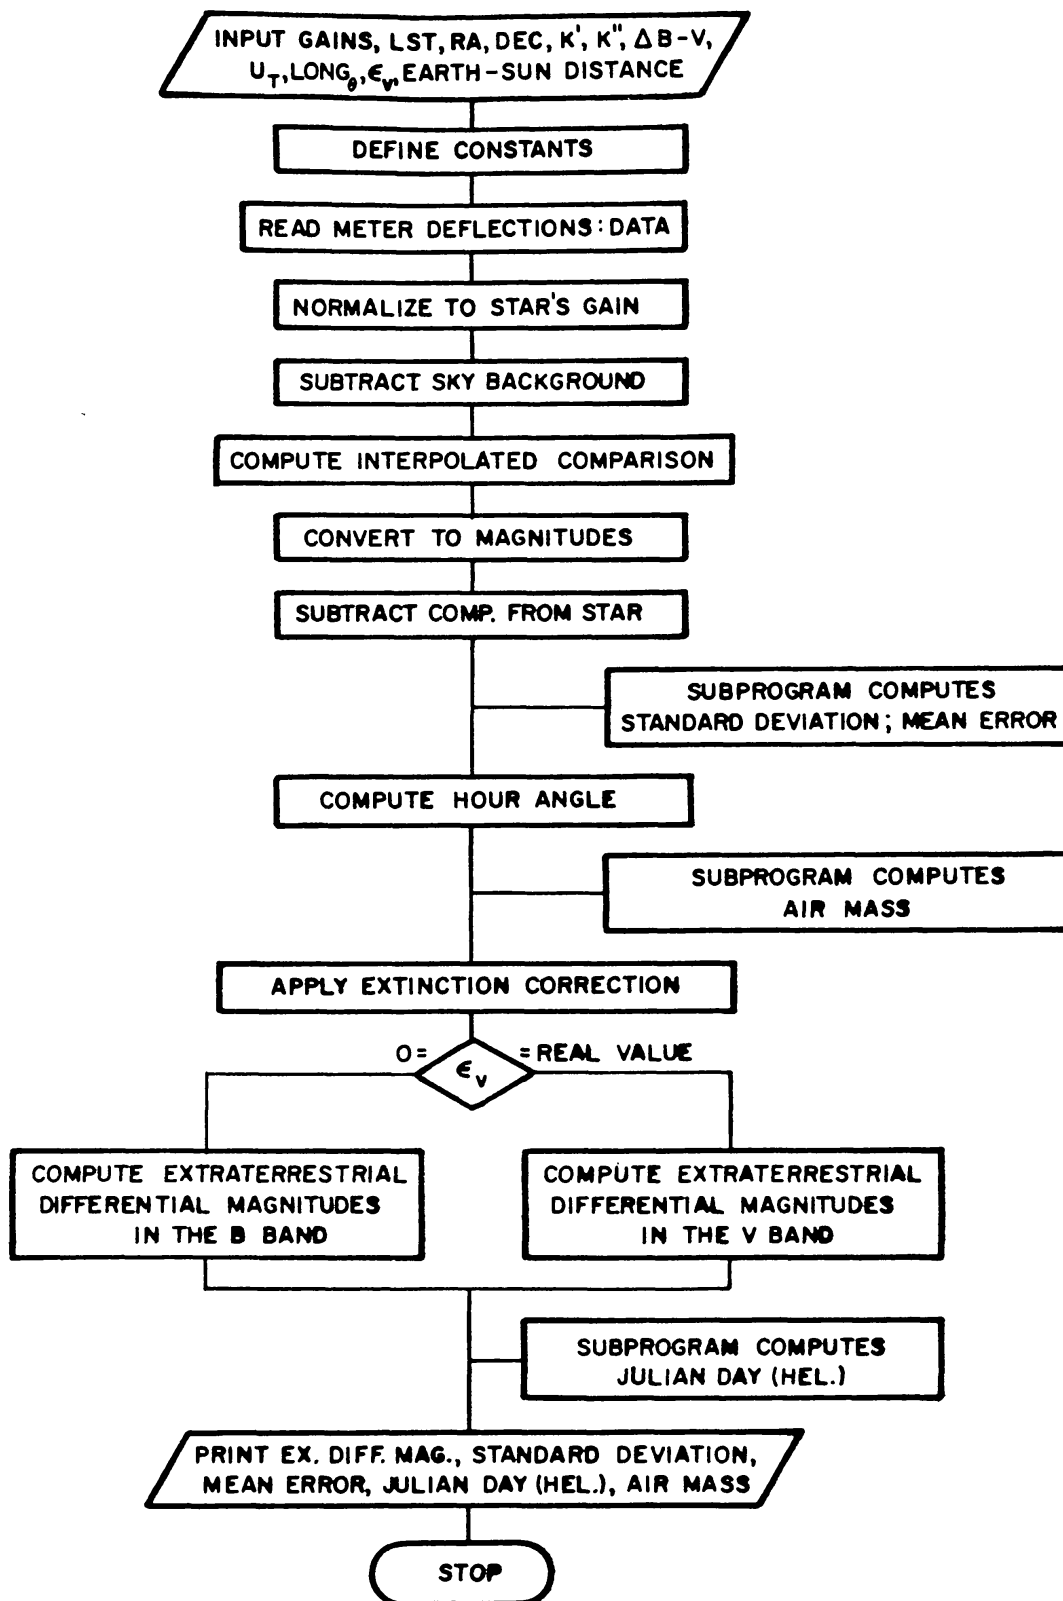 INPUT GAINS, LST, RA, DEC, K', K", Δ B-V,
U_T, LONG_θ, ϵ_V, EARTH-SUN DISTANCE
DEFINE CONSTANTS
READ METER DEFLECTIONS: DATA
NORMALIZE TO STAR'S GAIN
SUBTRACT SKY BACKGROUND
COMPUTE INTERPOLATED COMPARISON
CONVERT TO MAGNITUDES
SUBTRACT COMP. FROM STAR
SUBPROGRAM COMPUTES
STANDARD DEVIATION; MEAN ERROR
COMPUTE HOUR ANGLE
SUBPROGRAM COMPUTES
AIR MASS
APPLY EXTINCTION CORRECTION
O = ϵ_V = REAL VALUE
COMPUTE EXTRATERRESTRIAL
DIFFERENTIAL MAGNITUDES
IN THE B BAND
COMPUTE EXTRATERRESTRIAL
DIFFERENTIAL MAGNITUDES
IN THE V BAND
SUBPROGRAM COMPUTES
JULIAN DAY (HEL.)
PRINT EX. DIFF. MAG., STANDARD DEVIATION,
MEAN ERROR, JULIAN DAY (HEL.), AIR MASS
STOP